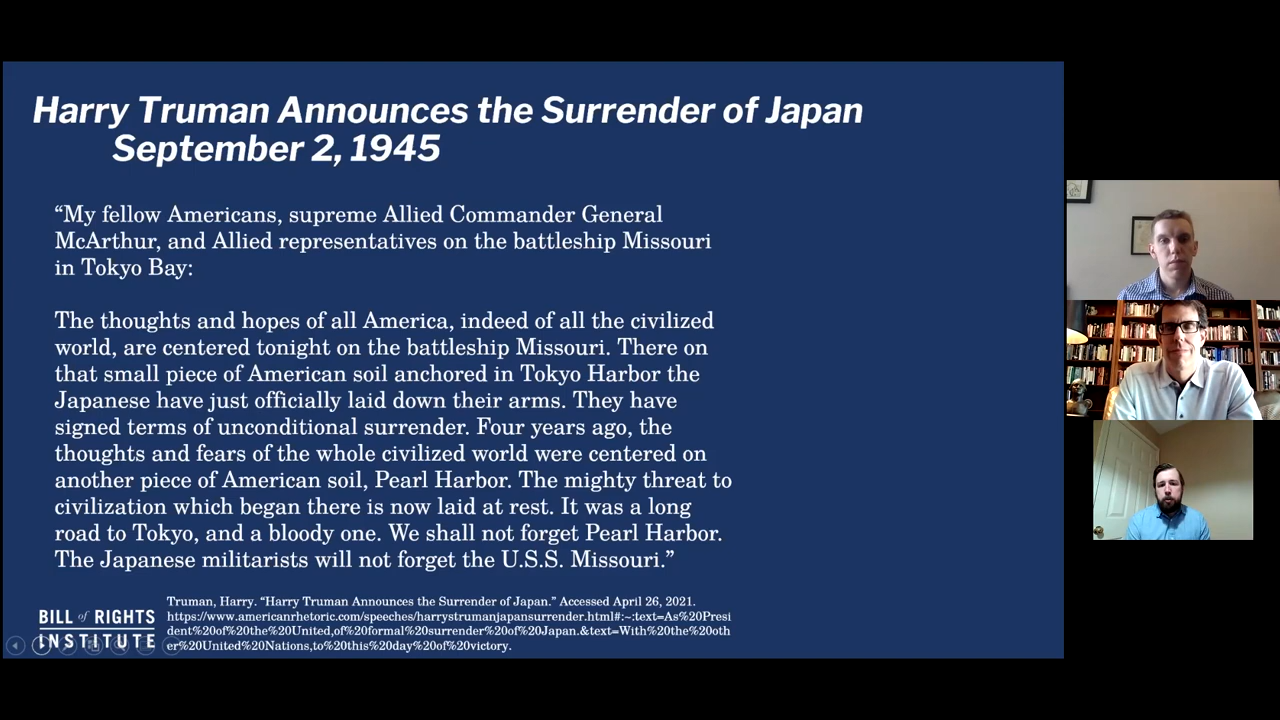 Harry Truman Announces the Surrender of Japan
September 2, 1945
“My fellow Americans, supreme Allied Commander General
McArthur, and Allied representatives on the battleship Missouri
in Tokyo Bay:
The thoughts and hopes of all America, indeed of all the civilized
world, are centered tonight on the battleship Missouri. There on
that small piece of American soil anchored in Tokyo Harbor the
Japanese have just officially laid down their arms. They have
signed terms of unconditional surrender. Four years ago, the
thoughts and fears of the whole civilized world were centered on
another piece of American soil, Pearl Harbor. The mighty threat to
civilization which began there is now laid at rest. It was a long
road to Tokyo, and a bloody one. We shall not forget Pearl Harbor.
The Japanese militarists will not forget the U.S.S. Missouri.”
BILL of RIGHTS
INSTITUTE
Truman, Harry. “Harry Truman Announces the Surrender of Japan.” Accessed April 26, 2021.
https://www.americanrhetoric.com/speeches/harrystrumanjapansurrender.html#:~:text=As%20Presi
dent%20of%20the%20United,of%20formal%20surrender%20of%20Japan.&text=With%20the%20oth
er%20United%20Nations,to%20this%20day%20of%20victory.